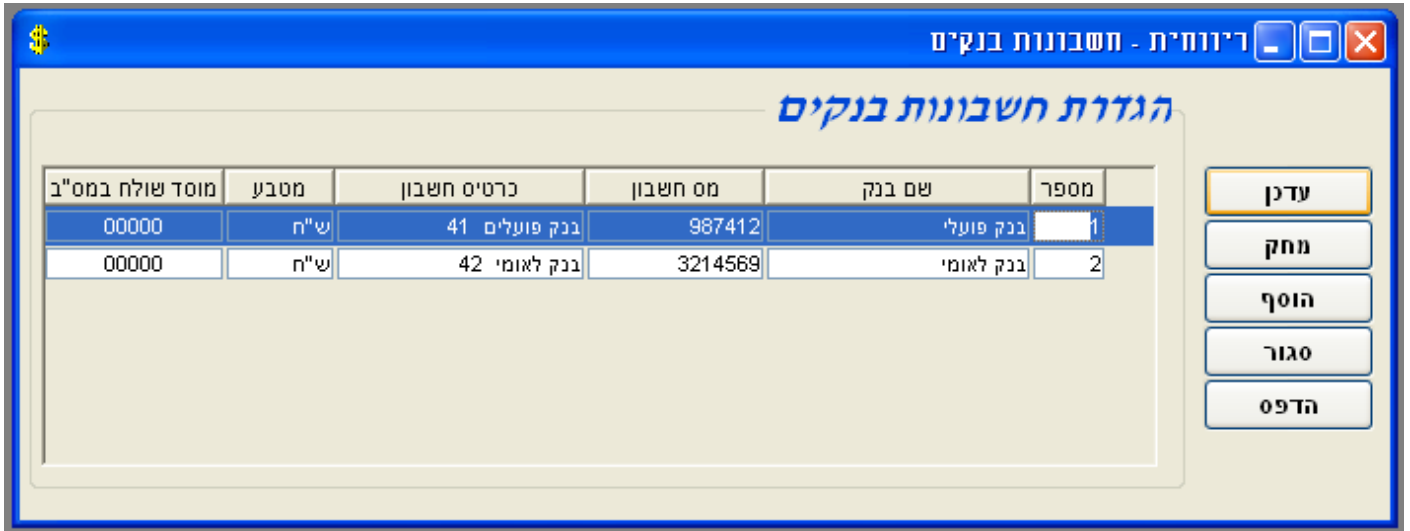 ריווחית - חשבונות בנקים
הגדרת חשבונות בנקים
מספר שם בנק מס חשבון כרטיס חשבון מטבע מוסד שולח במס"ב
1 בנק פועלי 987412 בנק פועלים 41 ש"ח 00000
2 בנק לאומי 3214569 בנק לאומי 42 ש"ח 00000
עדכן
מחק
הוסף
סגור
הדפס